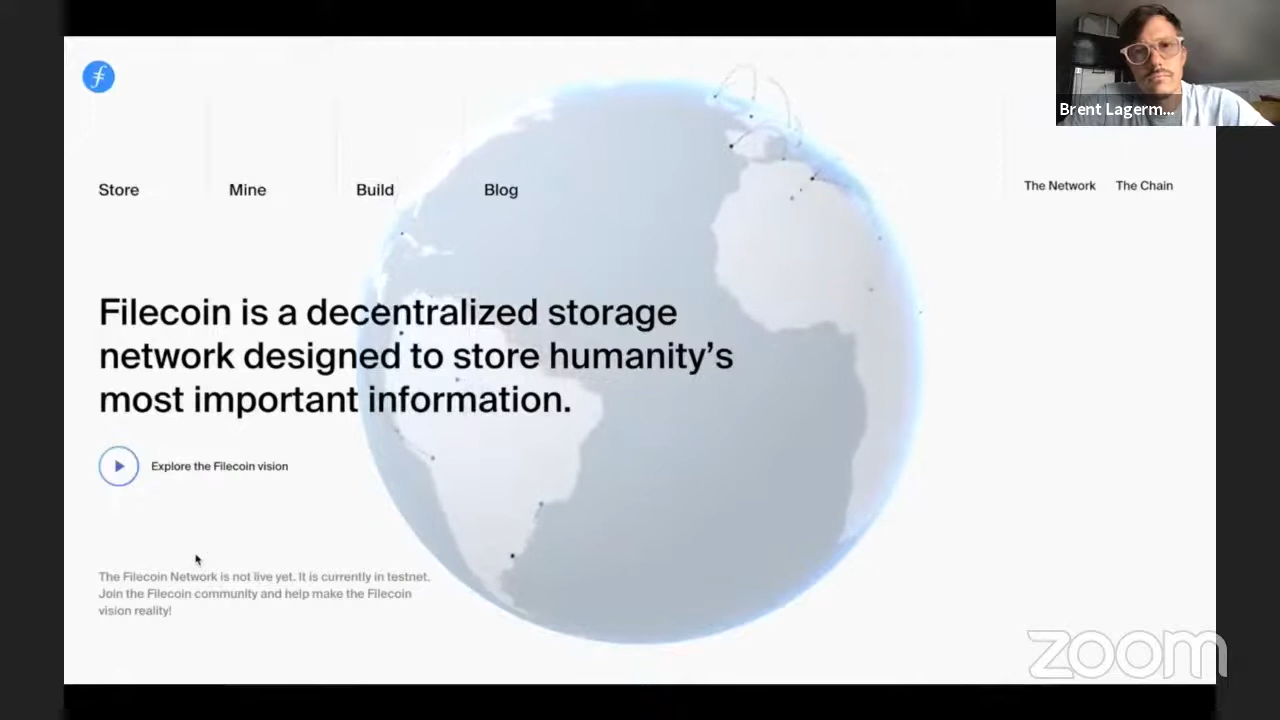 Brent Lagerm...
Store
Mine
Build
Blog
The Network
The Chain
Filecoin is a decentralized storage
network designed to store humanity’s
most important information.
Explore the Filecoin vision
The Filecoin Network is not live yet. It is currently in testnet.
Join the Filecoin community and help make the Filecoin
vision reality!
zoom